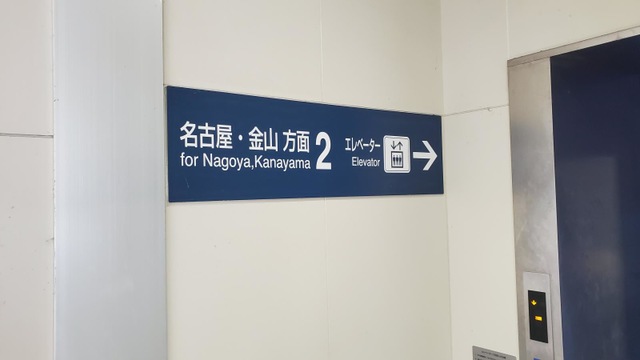 名古屋・金山 方面
for Nagoya,Kanayama
2
エレベーター
Elevator